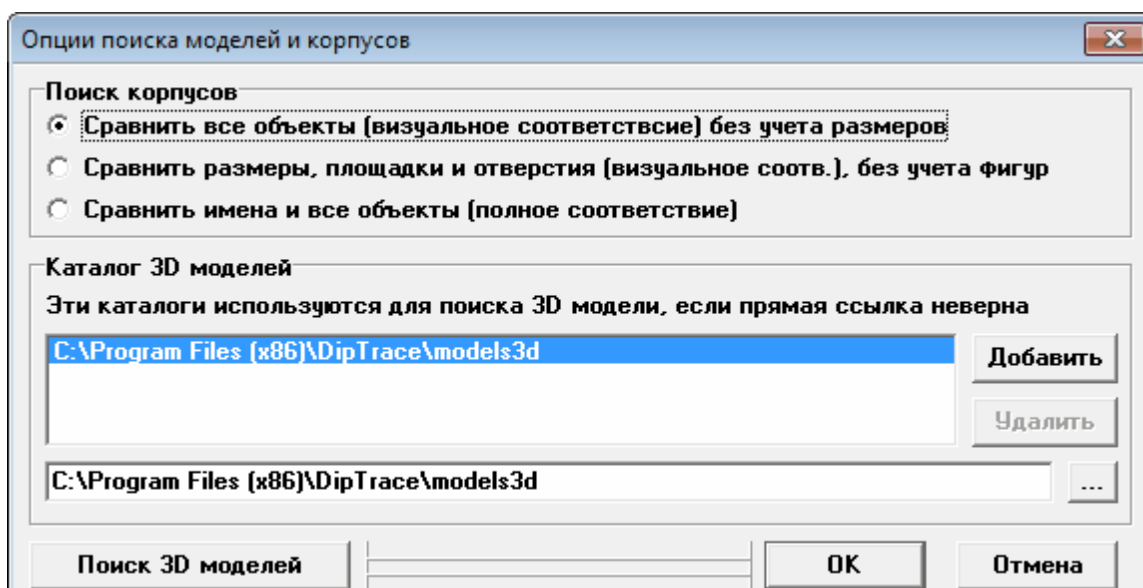 Опции поиска моделей и корпусов
Поиск корпусов
Сравнить все объекты (визуальное соответствсие) без учета размеров
Сравнить размеры, площадки и отверстия (визуальное соотв.), без учета фигур
Сравнить имена и все объекты (полное соответствие)
Каталог 3D моделей
Эти каталоги используются для поиска 3D модели, если прямая ссылка неверна
C:\Program Files (x86)\DipTrace\models3d
Добавить
Удалить
C:\Program Files (x86)\DipTrace\models3d
...
Поиск 3D моделей
OK
Отмена